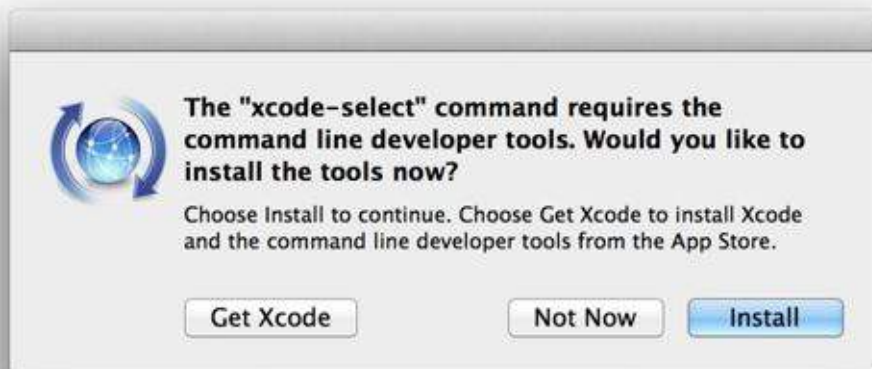 The "xcode-select" command requires the
command line developer tools. Would you like to
install the tools now?
Choose Install to continue. Choose Get Xcode to install Xcode
and the command line developer tools from the App Store.
Get Xcode
Not Now
Install